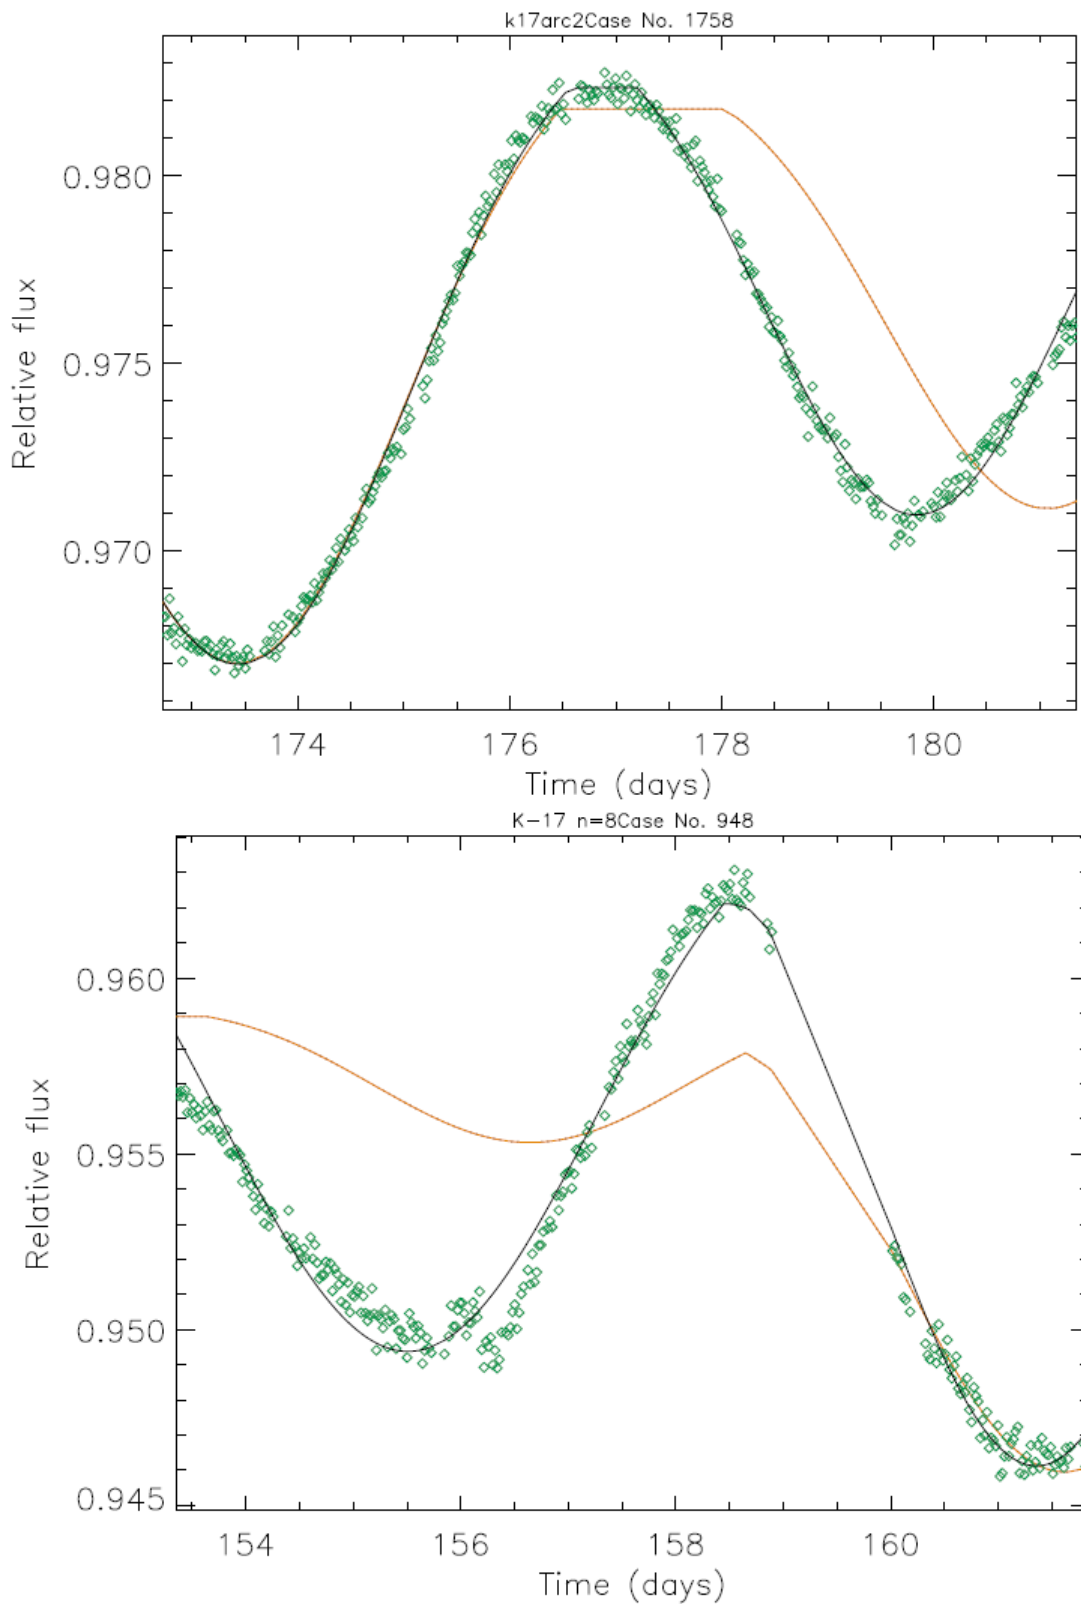 k17arc2Case No. 1758
0.980
0.975
0.970
Relative flux
174 176 178 180
Time (days)
K-17 n=8Case No. 948
0.960
0.955
0.950
0.945
Relative flux
154 156 158 160
Time (days)